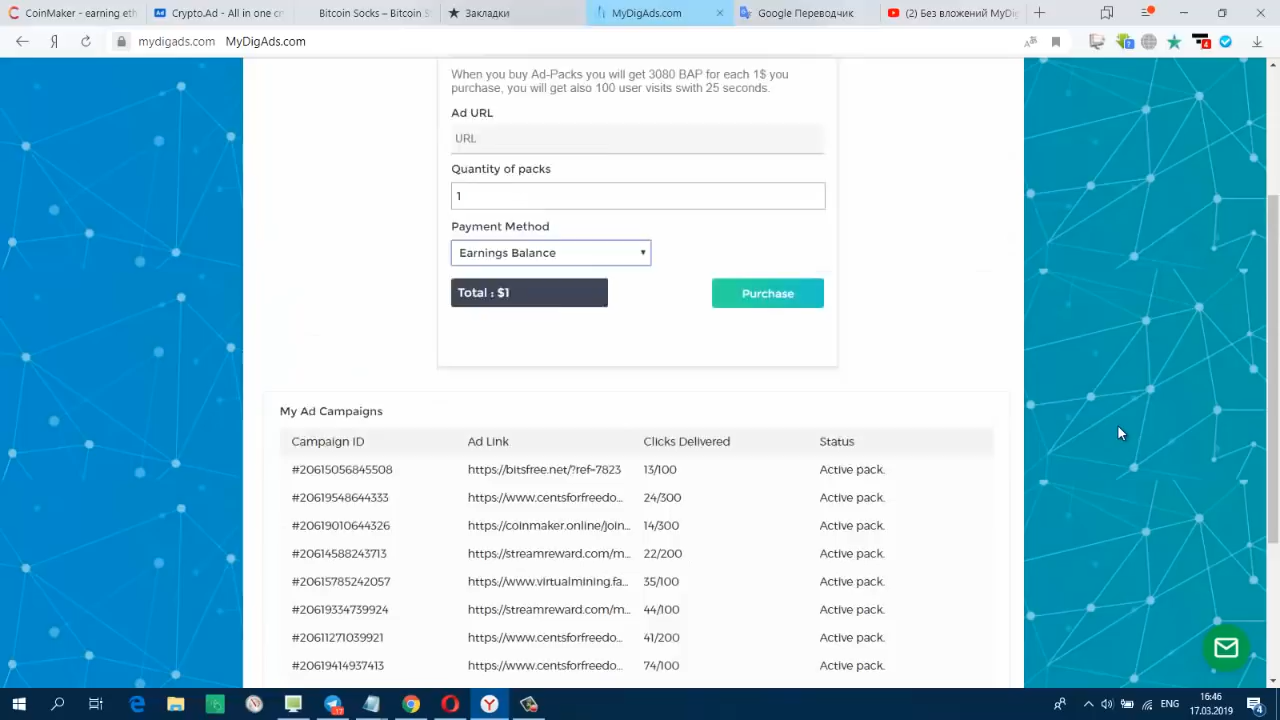 CoinMaker - earning eth
Crypto.Ad - All in one cr
Bitcoin Socks – Bitcoin S
Закладки
MyDigAds.com
Google Переводчик
(2) Без вложений MyDig
mydigads.com MyDigAds.com
When you buy Ad-Packs you will get 3080 BAP for each 1$ you
purchase, you will get also 100 user visits swith 25 seconds.
Ad URL
URL
Quantity of packs
1
Payment Method
Earnings Balance
Total : $1
Purchase
My Ad Campaigns
Campaign ID Ad Link Clicks Delivered Status
#20615056845508 https://bitsfree.net/?ref=7823 13/100 Active pack.
#20619548644333 https://www.centsforfreedo... 24/300 Active pack.
#20619010644326 https://coinmaker.online/join... 14/300 Active pack.
#20614588243713 https://streamreward.com/m... 22/200 Active pack.
#20615785242057 https://www.virtualmining.fa... 35/100 Active pack.
#20619334739924 https://streamreward.com/m... 44/100 Active pack.
#20611271039921 https://www.centsforfreedo... 41/200 Active pack.
#20619414937413 https://www.centsforfreedo... 74/100 Active pack.
ENG
16:46
17.03.2019